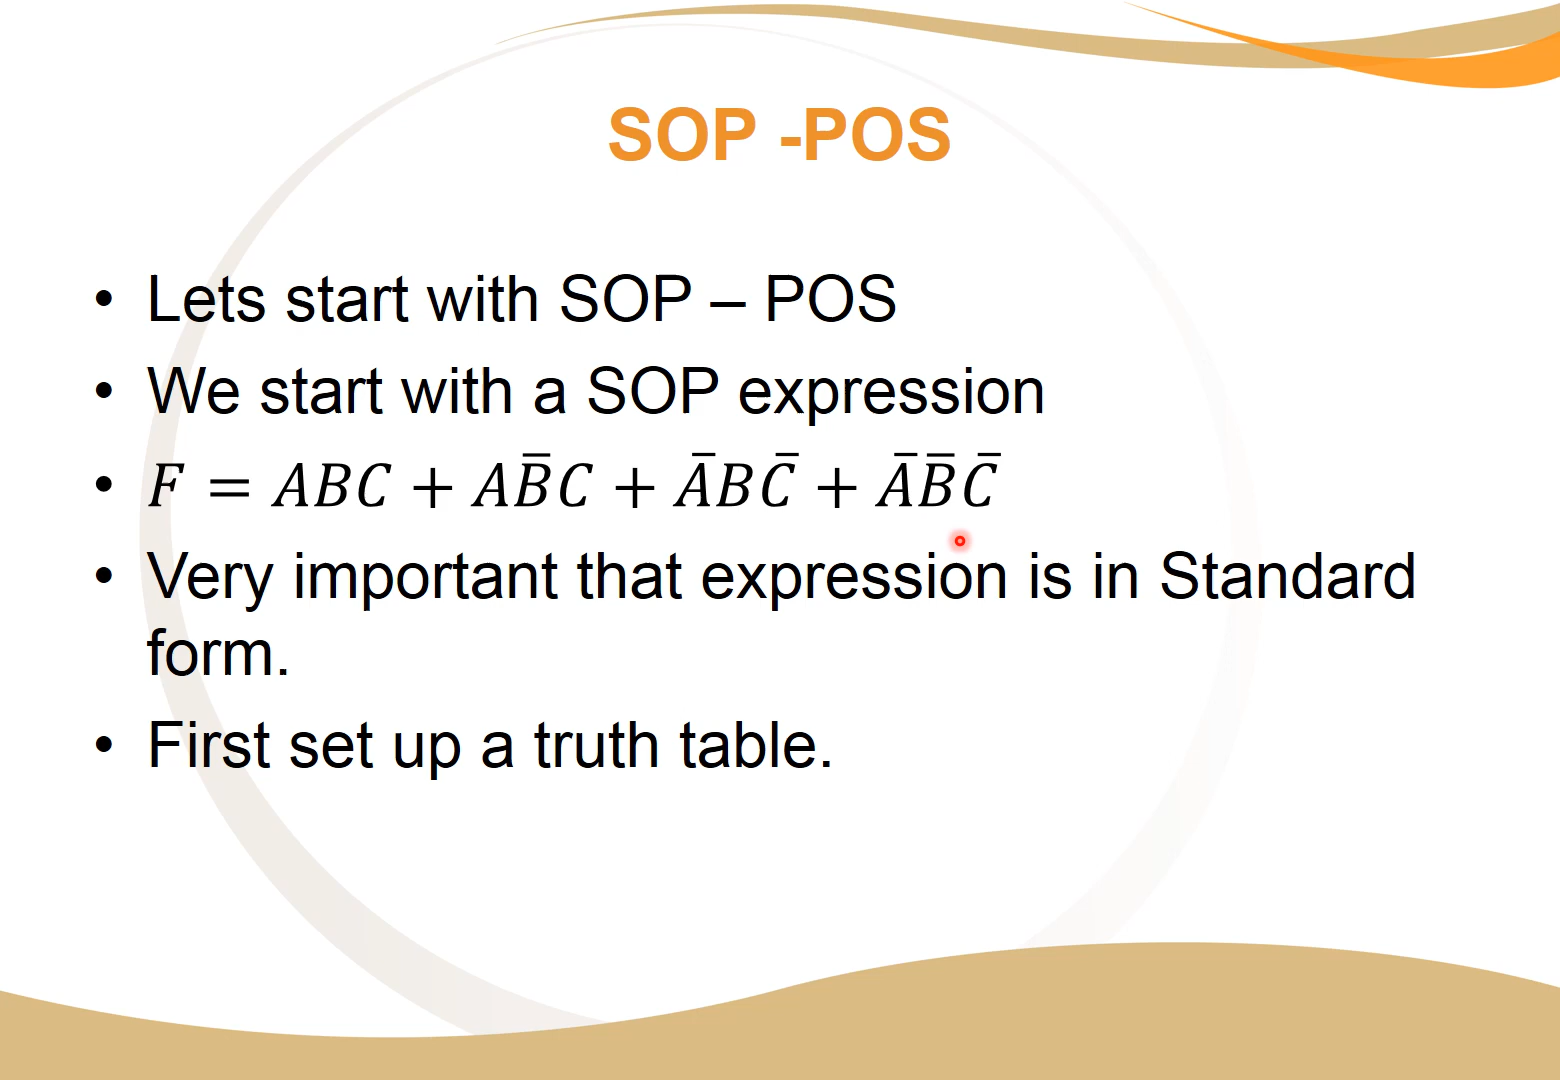 SOP -POS
• Lets start with SOP – POS
• We start with a SOP expression
• F = ABC + AB̅C + A̅BC̅ + A̅B̅C̅
• Very important that expression is in Standard
form.
• First set up a truth table.